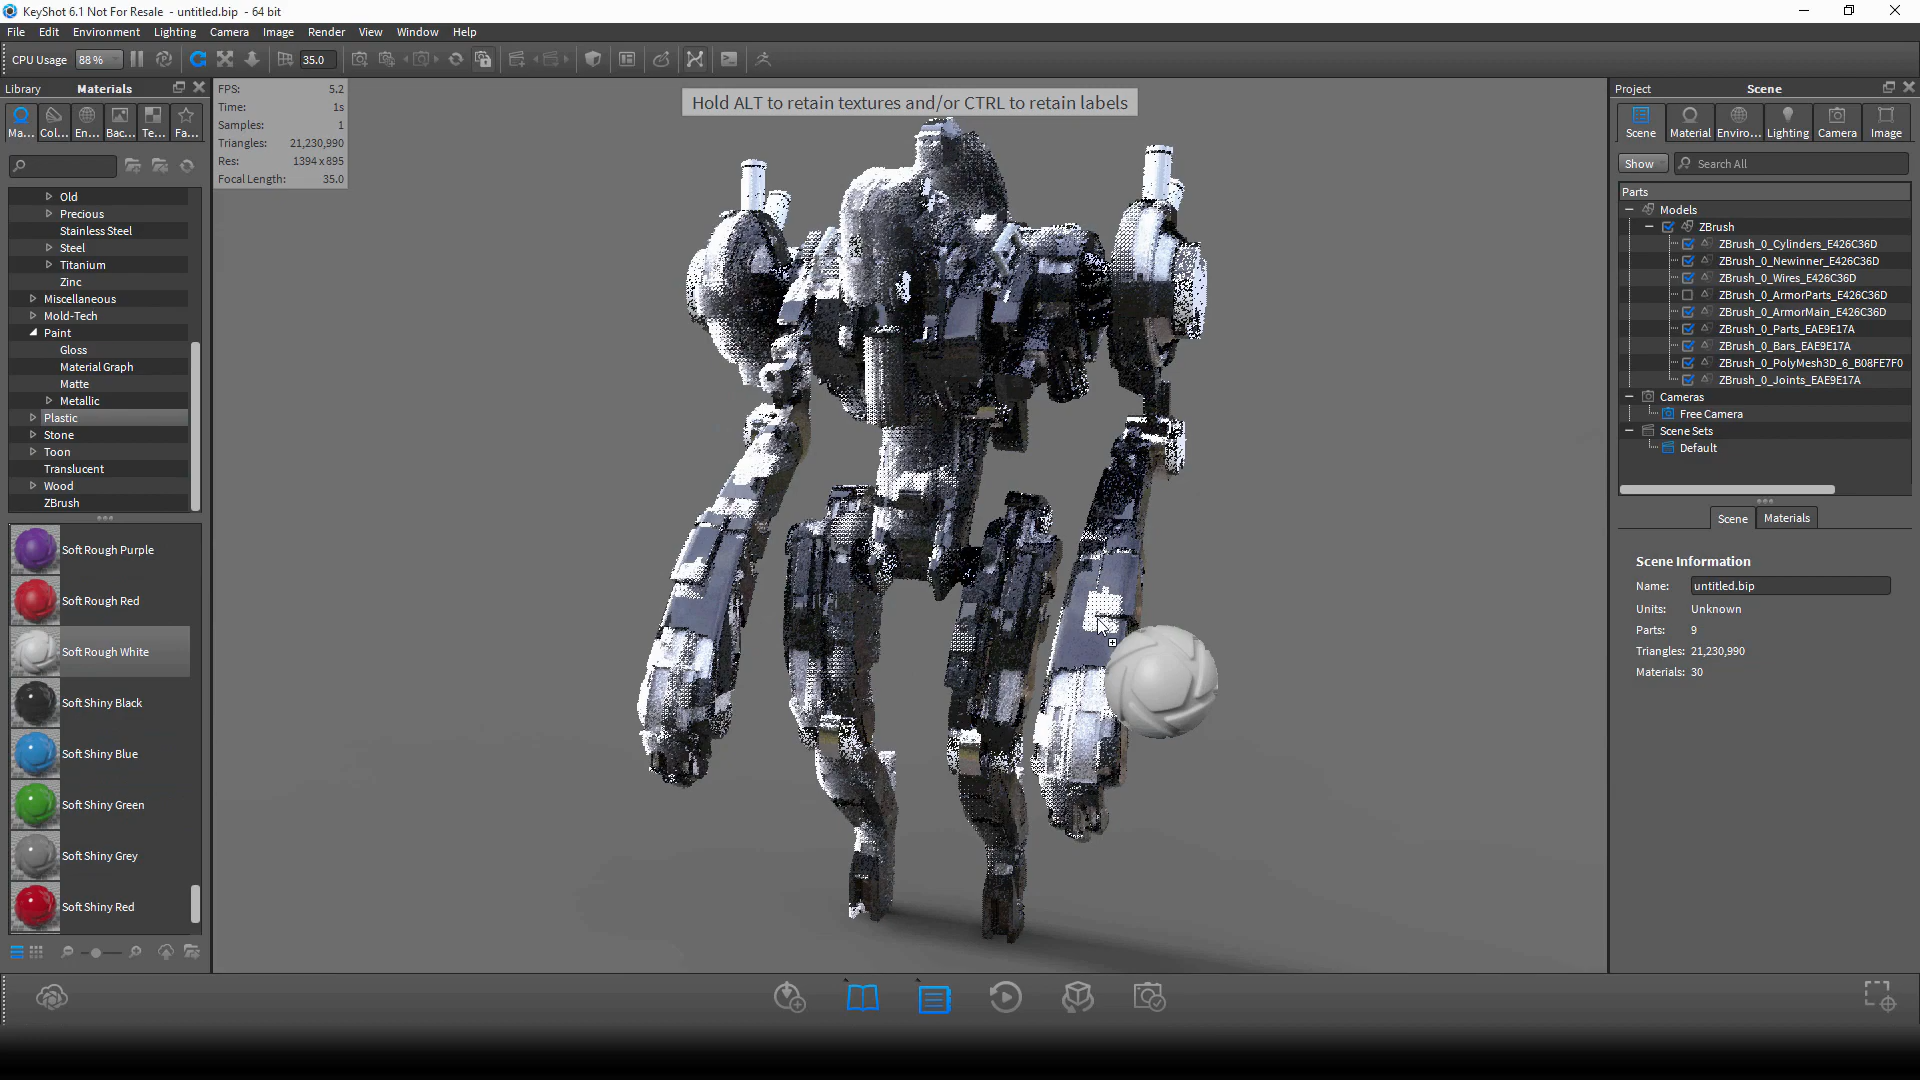 KeyShot 6.1 Not For Resale - untitled.bip - 64 bit
File Edit Environment Lighting Camera Image Render View Window Help
CPU Usage 88 % 35.0
Library Materials
Ma... Col... En... Bac... Te... Fa...
Old
Precious
Stainless Steel
Steel
Titanium
Zinc
Miscellaneous
Mold-Tech
Paint
Gloss
Material Graph
Matte
Metallic
Plastic
Stone
Toon
Translucent
Wood
ZBrush
Soft Rough Purple
Soft Rough Red
Soft Rough White
Soft Shiny Black
Soft Shiny Blue
Soft Shiny Green
Soft Shiny Grey
Soft Shiny Red
FPS: 5.2
Time: 1s
Samples: 1
Triangles: 21,230,990
Res: 1394 x 895
Focal Length: 35.0
Hold ALT to retain textures and/or CTRL to retain labels
Project Scene
Scene Material Enviro... Lighting Camera Image
Show Search All
Parts
Models
ZBrush
ZBrush_0_Cylinders_E426C36D
ZBrush_0_Newinner_E426C36D
ZBrush_0_Wires_E426C36D
ZBrush_0_ArmorParts_E426C36D
ZBrush_0_ArmorMain_E426C36D
ZBrush_0_Parts_EAE9E17A
ZBrush_0_Bars_EAE9E17A
ZBrush_0_PolyMesh3D_6_B08FE7F0
ZBrush_0_Joints_EAE9E17A
Cameras
Free Camera
Scene Sets
Default
Scene Materials
Scene Information
Name: untitled.bip
Units: Unknown
Parts: 9
Triangles: 21,230,990
Materials: 30